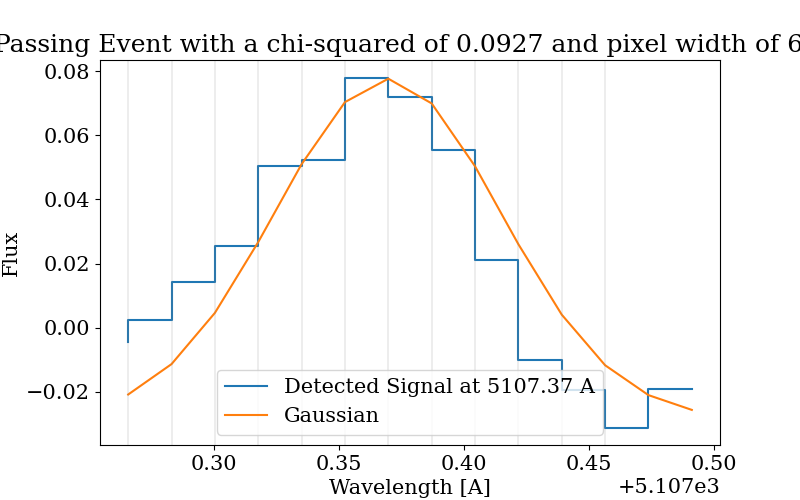 Passing Event with a chi-squared of 0.0927 and pixel width of 6
0.08
0.06
0.04
0.02
0.00
−0.02
Flux
Detected Signal at 5107.37 A
Gaussian
0.30 0.35 0.40 0.45 0.50
Wavelength [A]
+5.107e3